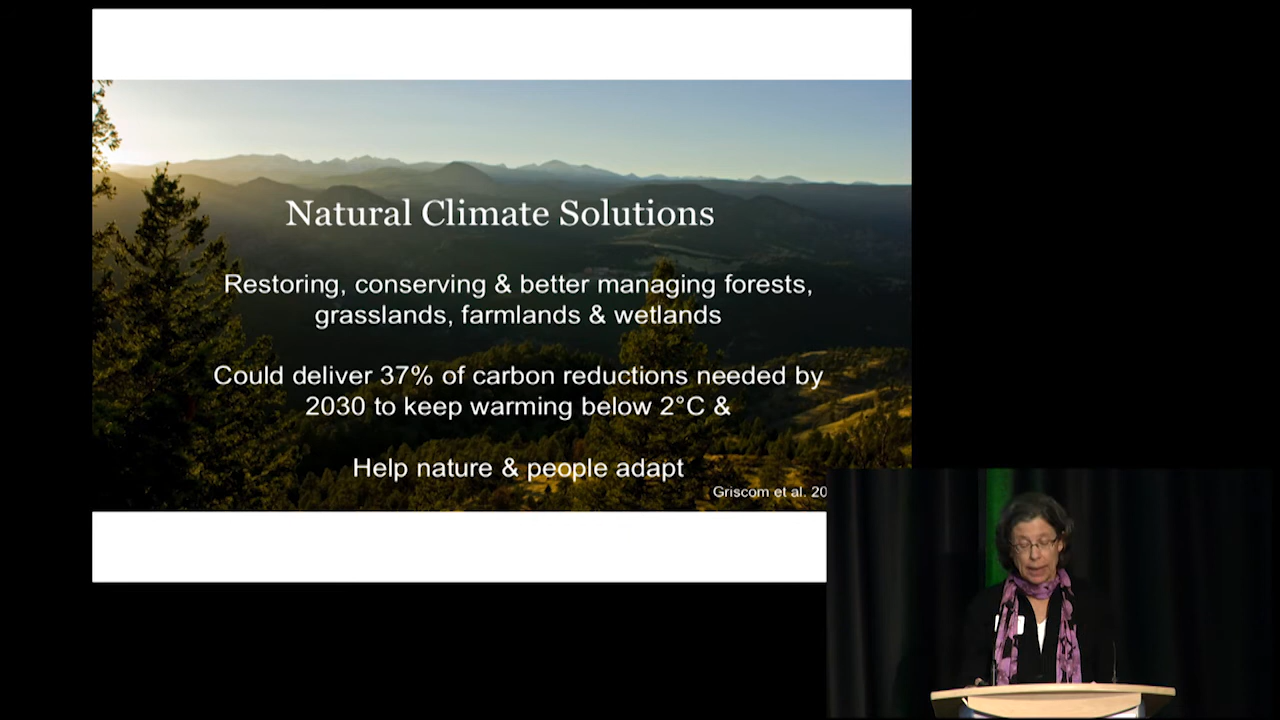 Natural Climate Solutions
Restoring, conserving & better managing forests,
grasslands, farmlands & wetlands
Could deliver 37% of carbon reductions needed by
2030 to keep warming below 2°C &
Help nature & people adapt
Griscom et al. 20